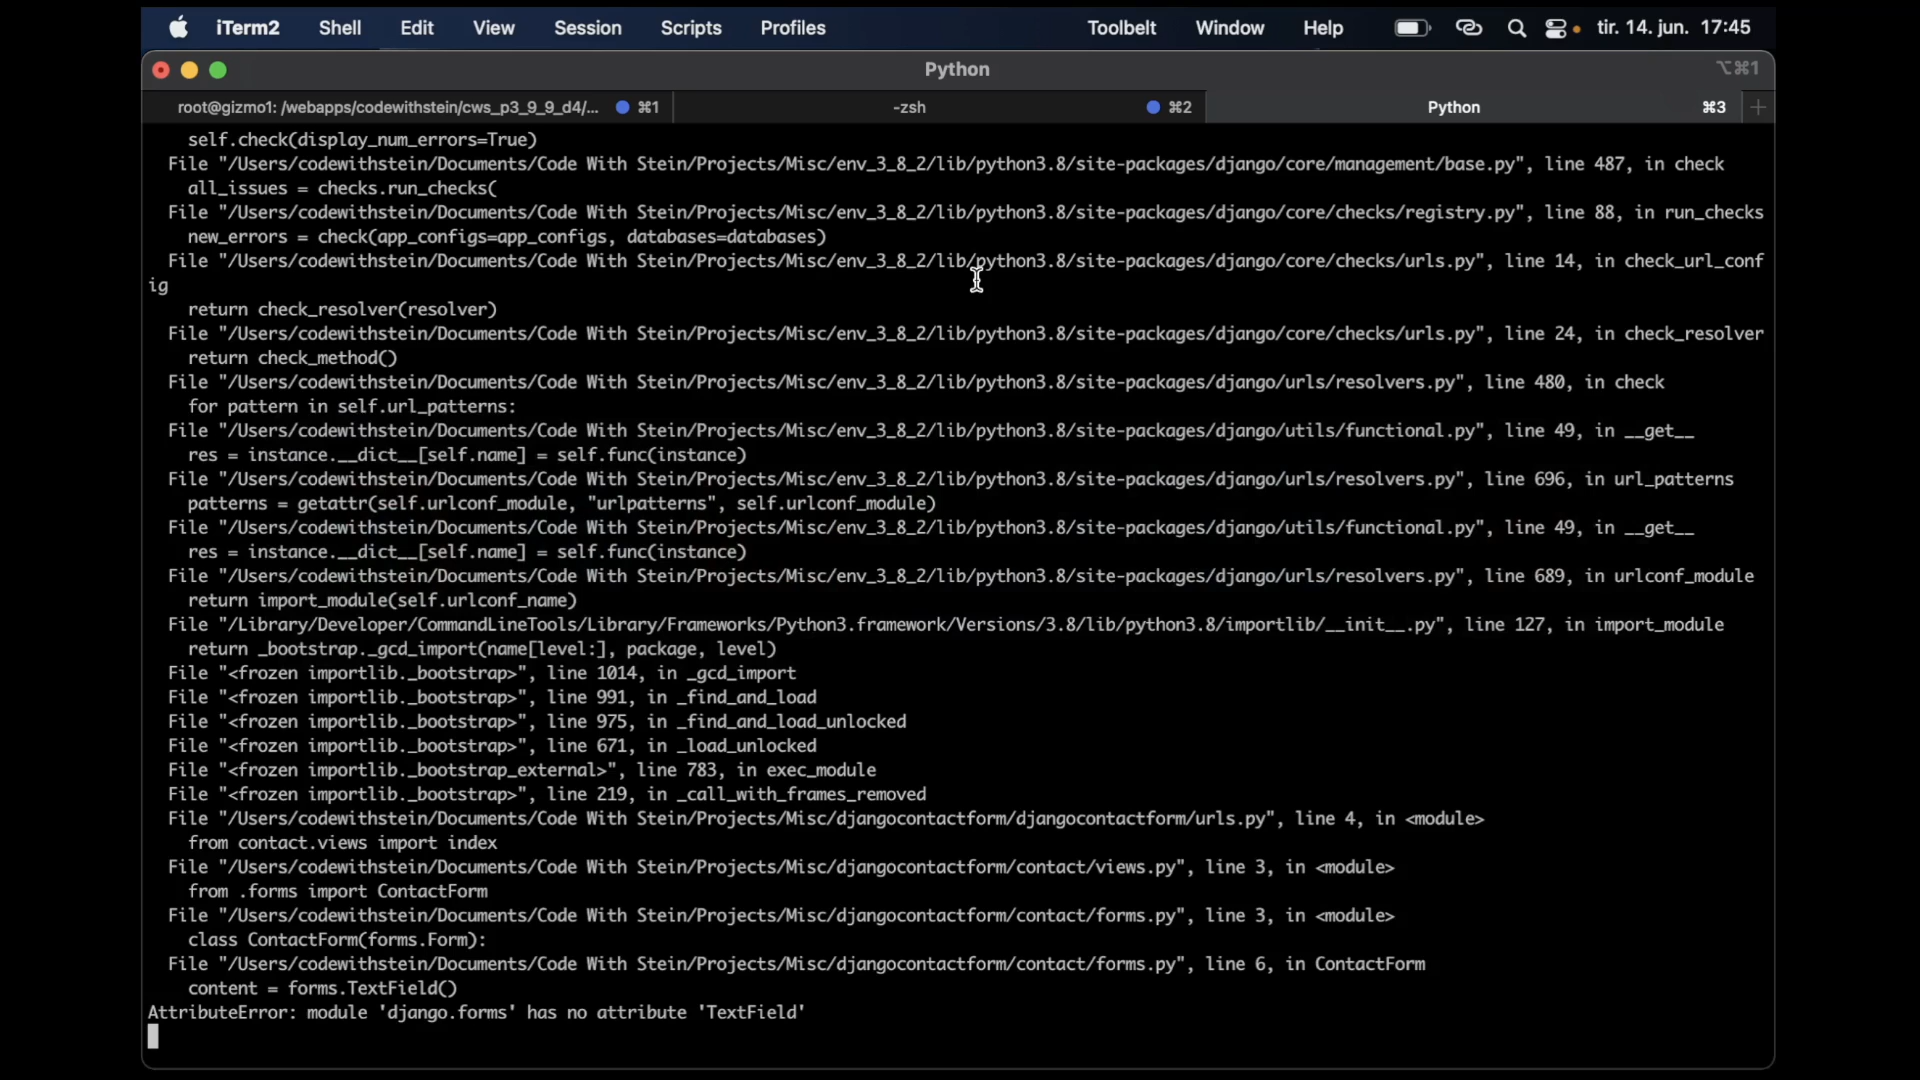 iTerm2 Shell Edit View Session Scripts Profiles Toolbelt Window Help tir. 14. jun. 17:45
Python ⌥⌘1
root@gizmo1: /webapps/codewithstein/cws_p3_9_9_d4/... ⌘1 -zsh ⌘2 Python ⌘3 +
self.check(display_num_errors=True)
File "/Users/codewithstein/Documents/Code With Stein/Projects/Misc/env_3_8_2/lib/python3.8/site-packages/django/core/management/base.py", line 487, in check
all_issues = checks.run_checks(
File "/Users/codewithstein/Documents/Code With Stein/Projects/Misc/env_3_8_2/lib/python3.8/site-packages/django/core/checks/registry.py", line 88, in run_checks
new_errors = check(app_configs=app_configs, databases=databases)
File "/Users/codewithstein/Documents/Code With Stein/Projects/Misc/env_3_8_2/lib/python3.8/site-packages/django/core/checks/urls.py", line 14, in check_url_conf
ig
return check_resolver(resolver)
File "/Users/codewithstein/Documents/Code With Stein/Projects/Misc/env_3_8_2/lib/python3.8/site-packages/django/core/checks/urls.py", line 24, in check_resolver
return check_method()
File "/Users/codewithstein/Documents/Code With Stein/Projects/Misc/env_3_8_2/lib/python3.8/site-packages/django/urls/resolvers.py", line 480, in check
for pattern in self.url_patterns:
File "/Users/codewithstein/Documents/Code With Stein/Projects/Misc/env_3_8_2/lib/python3.8/site-packages/django/utils/functional.py", line 49, in __get__
res = instance.__dict__[self.name] = self.func(instance)
File "/Users/codewithstein/Documents/Code With Stein/Projects/Misc/env_3_8_2/lib/python3.8/site-packages/django/urls/resolvers.py", line 696, in url_patterns
patterns = getattr(self.urlconf_module, "urlpatterns", self.urlconf_module)
File "/Users/codewithstein/Documents/Code With Stein/Projects/Misc/env_3_8_2/lib/python3.8/site-packages/django/utils/functional.py", line 49, in __get__
res = instance.__dict__[self.name] = self.func(instance)
File "/Users/codewithstein/Documents/Code With Stein/Projects/Misc/env_3_8_2/lib/python3.8/site-packages/django/urls/resolvers.py", line 689, in urlconf_module
return import_module(self.urlconf_name)
File "/Library/Developer/CommandLineTools/Library/Frameworks/Python3.framework/Versions/3.8/lib/python3.8/importlib/__init__.py", line 127, in import_module
return _bootstrap._gcd_import(name[level:], package, level)
File "<frozen importlib._bootstrap>", line 1014, in _gcd_import
File "<frozen importlib._bootstrap>", line 991, in _find_and_load
File "<frozen importlib._bootstrap>", line 975, in _find_and_load_unlocked
File "<frozen importlib._bootstrap>", line 671, in _load_unlocked
File "<frozen importlib._bootstrap_external>", line 783, in exec_module
File "<frozen importlib._bootstrap>", line 219, in _call_with_frames_removed
File "/Users/codewithstein/Documents/Code With Stein/Projects/Misc/djangocontactform/djangocontactform/urls.py", line 4, in <module>
from contact.views import index
File "/Users/codewithstein/Documents/Code With Stein/Projects/Misc/djangocontactform/contact/views.py", line 3, in <module>
from .forms import ContactForm
File "/Users/codewithstein/Documents/Code With Stein/Projects/Misc/djangocontactform/contact/forms.py", line 3, in <module>
class ContactForm(forms.Form):
File "/Users/codewithstein/Documents/Code With Stein/Projects/Misc/djangocontactform/contact/forms.py", line 6, in ContactForm
content = forms.TextField()
AttributeError: module 'django.forms' has no attribute 'TextField'